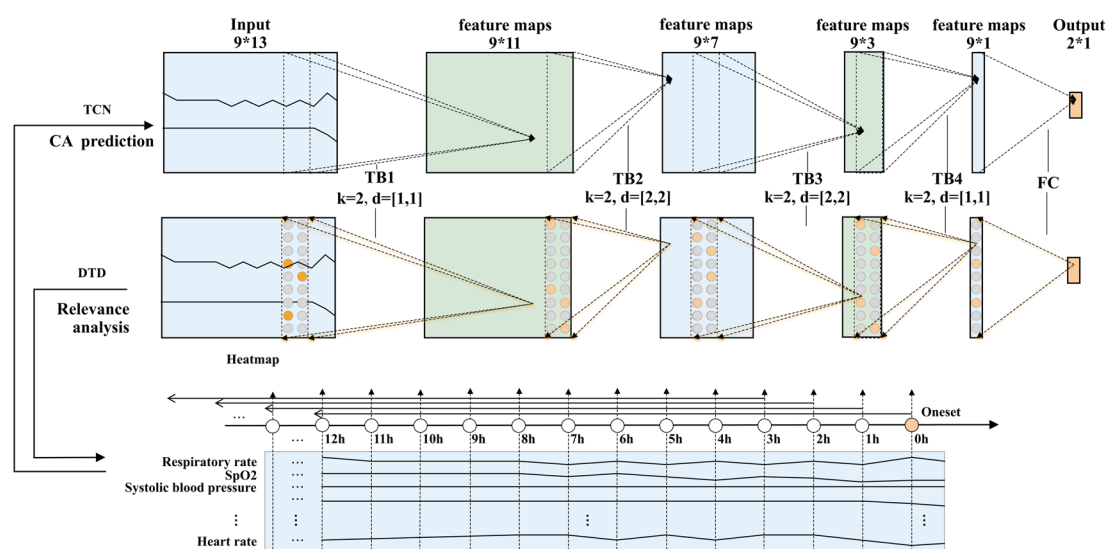 Input
9*13
feature maps
9*11
feature maps
9*7
feature maps
9*3
feature maps
9*1
Output
2*1
TCN
CA prediction
TB1
k=2, d=[1,1]
TB2
k=2, d=[2,2]
TB3
k=2, d=[2,2]
TB4
k=2, d=[1,1]
FC
DTD
Relevance
analysis
Heatmap
... Oneset
... 12h 11h 10h 9h 8h 7h 6h 5h 4h 3h 2h 1h 0h
Respiratory rate ...
SpO2 ...
Systolic blood pressure ...
...
⋮ ⋮ ⋮ ⋮
Heart rate ...